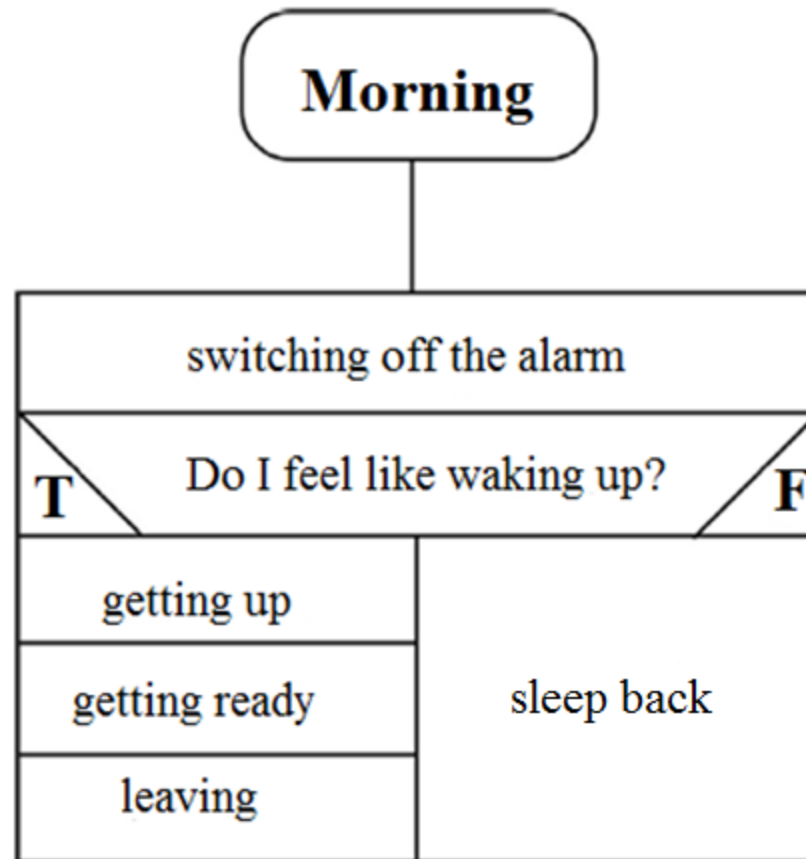 Morning
switching off the alarm
T
Do I feel like waking up?
F
getting up
getting ready
sleep back
leaving